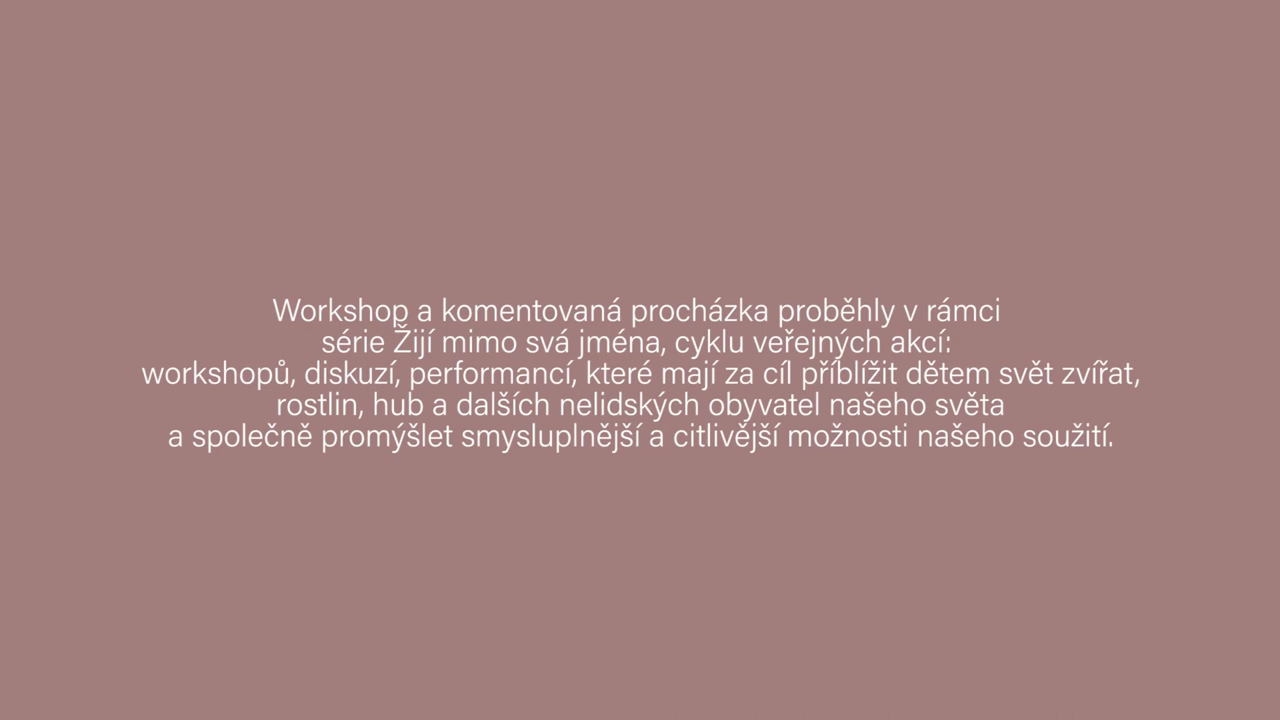 Workshop a komentovaná procházka proběhly v rámci
série Žijí mimo svá jména, cyklu veřejných akcí:
workshopů, diskuzí, performancí, které mají za cíl příblížit dětem svět zvířat,
rostlin, hub a dalších nelidských obyvatel našeho světa
a společně promýšlet smysluplnější a citlivější možnosti našeho soužití.